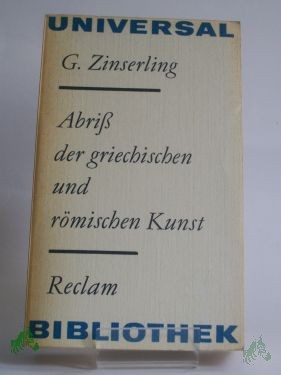 UNIVERSAL
G. Zinserling
Abriß
der griechischen
und
römischen Kunst
Reclam
BIBLIOTHEK